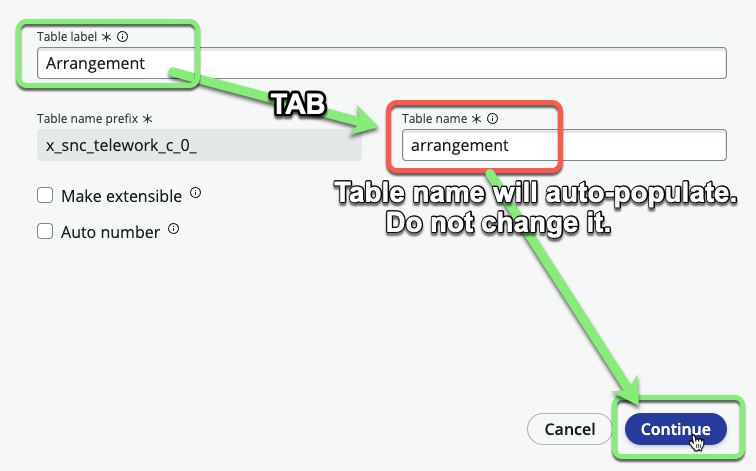 Table label * ⓘ
Arrangement
TAB
Table name prefix *
x_snc_telework_c_0_
Table name * ⓘ
arrangement
Make extensible ⓘ
Auto number ⓘ
Table name will auto-populate.
Do not change it.
Cancel
Continue